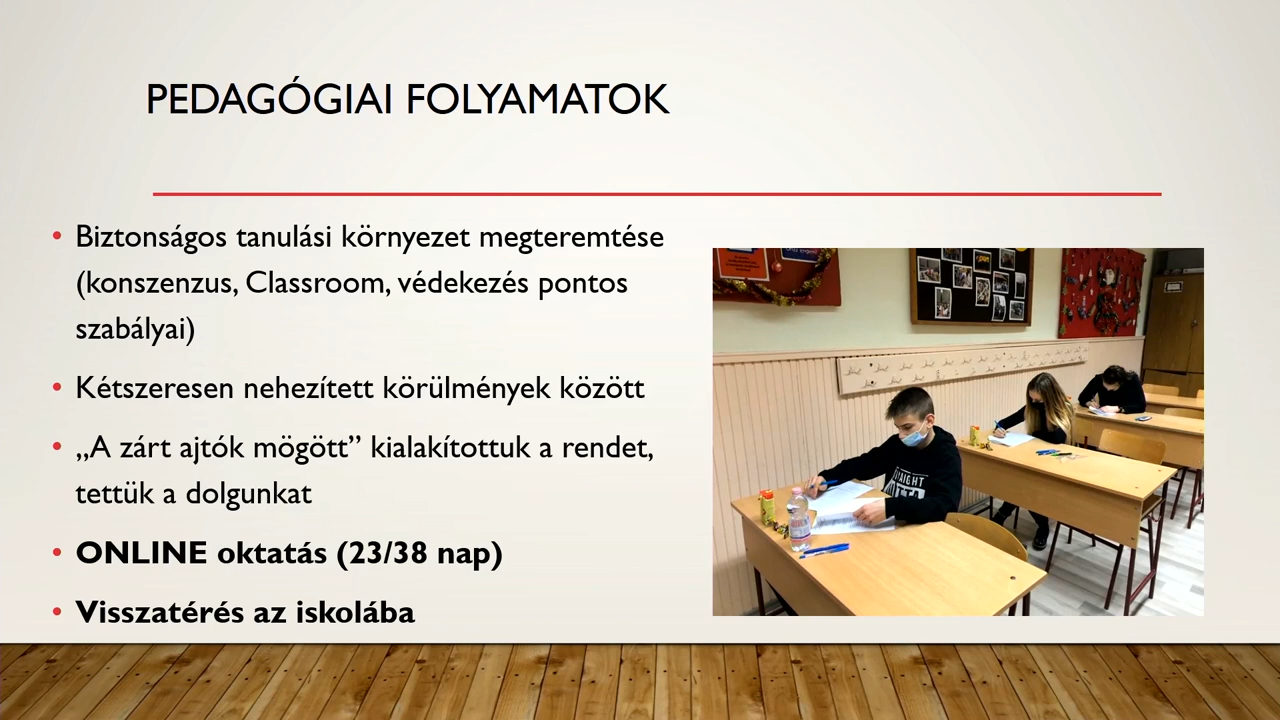 PEDAGÓGIAI FOLYAMATOK
• Biztonságos tanulási környezet megteremtése
(konszenzus, Classroom, védekezés pontos
szabályai)
• Kétszeresen nehezített körülmények között
• „A zárt ajtók mögött” kialakítottuk a rendet,
tettük a dolgunkat
• ONLINE oktatás (23/38 nap)
• Visszatérés az iskolába